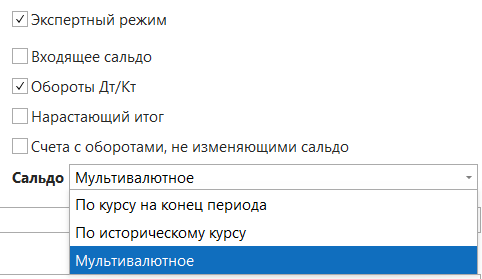 Экспертный режим
Входящее сальдо
Обороты Дт/Кт
Нарастающий итог
Счета с оборотами, не изменяющими сальдо
Сальдо Мультивалютное
По курсу на конец периода
По историческому курсу
Мультивалютное